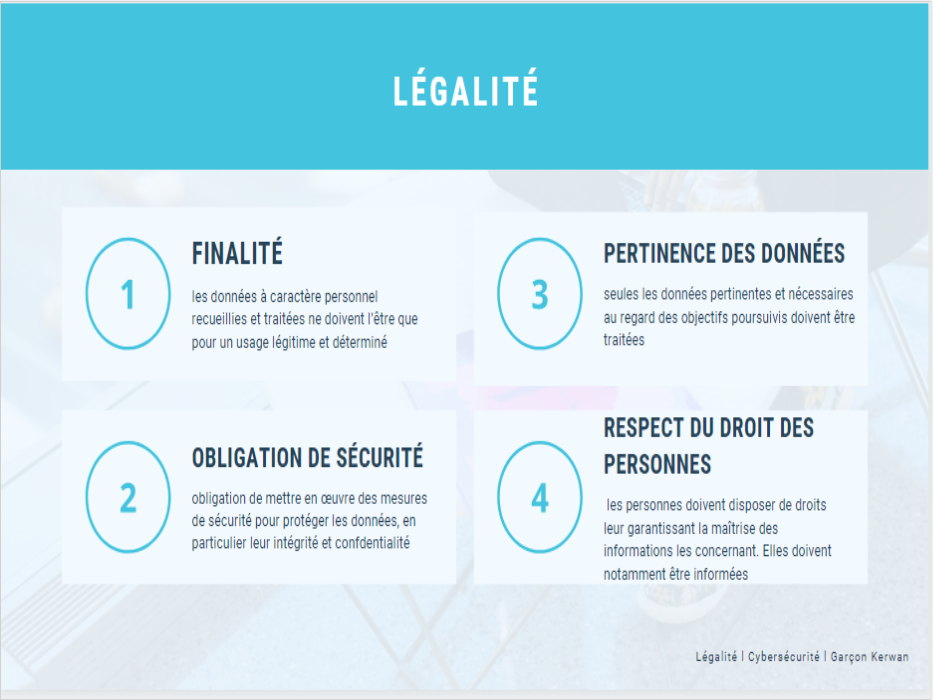 LÉGALITÉ
1
FINALITÉ
les données à caractère personnel
recueillies et traitées ne doivent l'être que
pour un usage légitime et déterminé
2
OBLIGATION DE SÉCURITÉ
obligation de mettre en œuvre des mesures
de sécurité pour protéger les données, en
particulier leur intégrité et confdentialité
3
PERTINENCE DES DONNÉES
seules les données pertinentes et nécessaires
au regard des objectifs poursuivis doivent être
traitées
4
RESPECT DU DROIT DES
PERSONNES
les personnes doivent disposer de droits
leur garantissant la maîtrise des
informations les concernant. Elles doivent
notamment être informées
Légalité | Cybersécurité | Garçon Kerwan